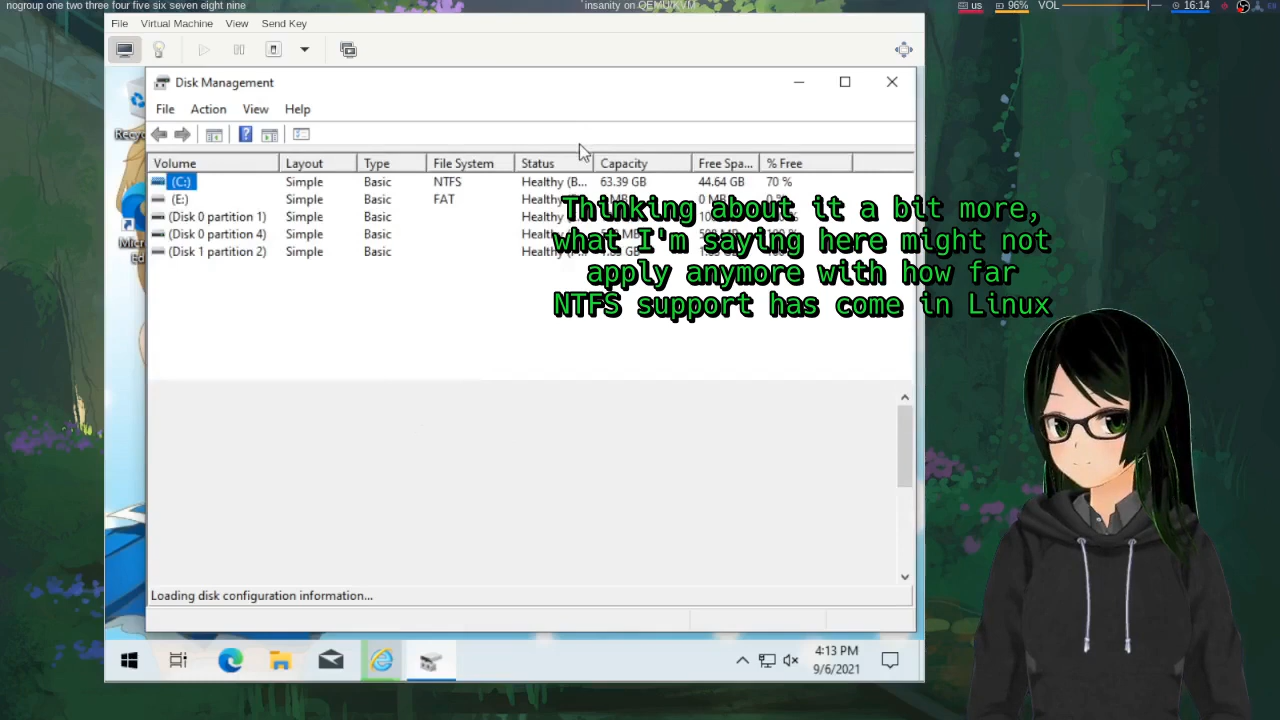 nogroup one two three four five six seven eight nine
insanity on QEMU/KVM
us 96% VOL 16:14
File Virtual Machine View Send Key
Disk Management
File Action View Help
Volume Layout Type File System Status Capacity Free Spa... % Free
(C:) Simple Basic NTFS Healthy (B... 63.39 GB 44.64 GB 70 %
(E:) Simple Basic FAT Healthy 0 MB
(Disk 0 partition 1) Simple Basic Healthy
(Disk 0 partition 4) Simple Basic Healthy
(Disk 1 partition 2) Simple Basic Healthy
Thinking about it a bit more,
what I'm saying here might not
apply anymore with how far
NTFS support has come in Linux
Loading disk configuration information...
4:13 PM
9/6/2021